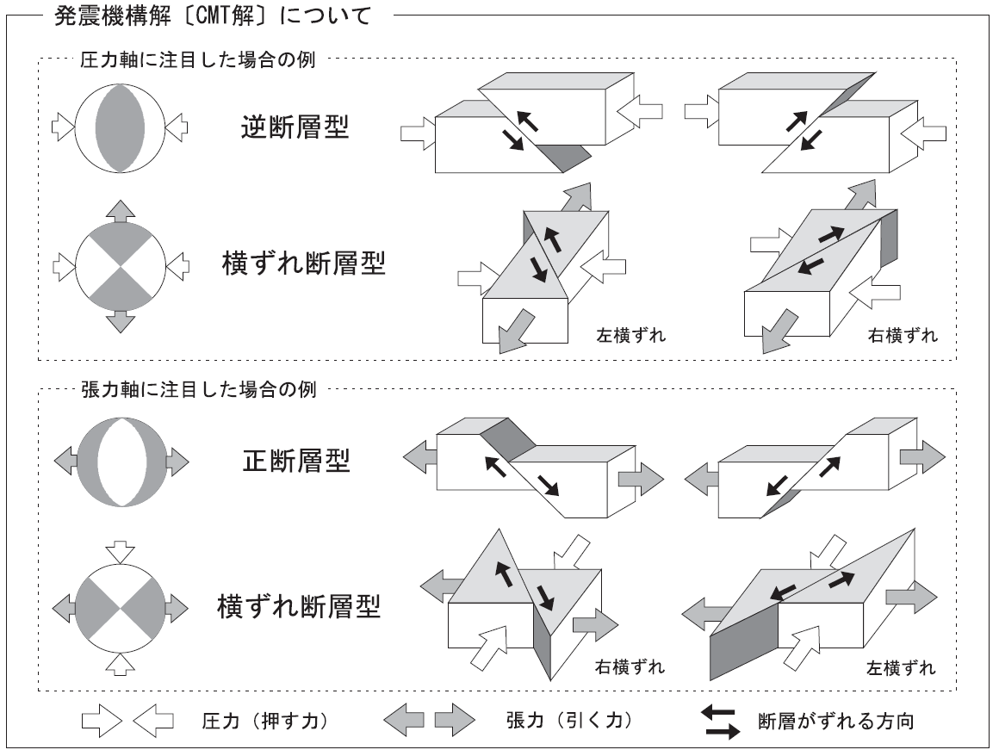 発震機構解〔CMT解〕について
圧力軸に注目した場合の例
逆断層型
横ずれ断層型
左横ずれ
右横ずれ
張力軸に注目した場合の例
正断層型
横ずれ断層型
右横ずれ
左横ずれ
圧力（押す力）
張力（引く力）
断層がずれる方向